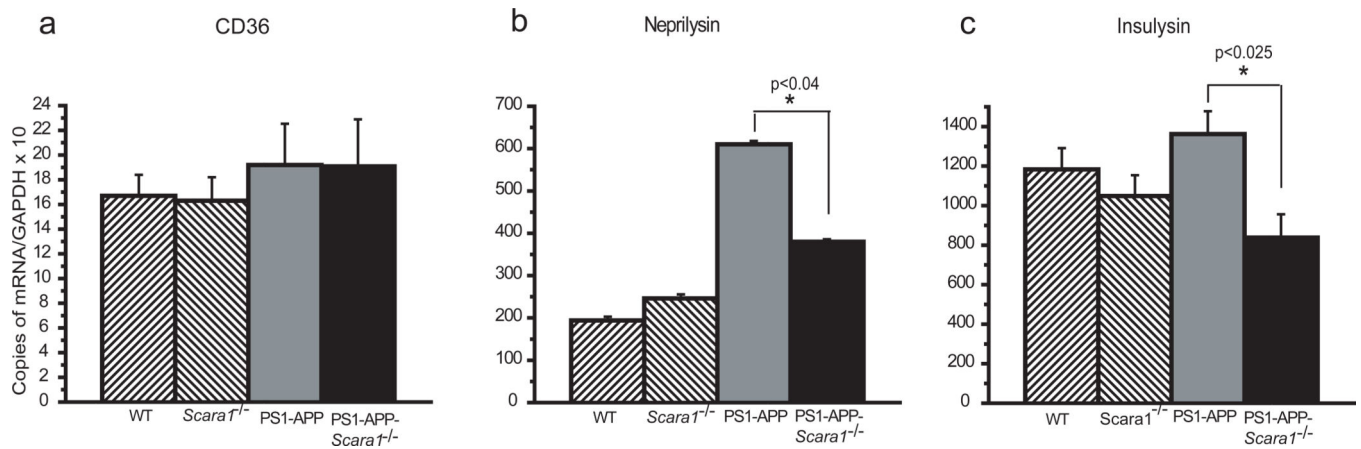 a
CD36
Copies of mRNA/GAPDH x 10
24
22
20
18
16
14
12
10
8
6
4
2
0
WT
Scara1-/-
PS1-APP
PS1-APP-
Scara1-/-
b
Neprilysin
p<0.04
*
700
600
500
400
300
200
100
0
WT
Scara1-/-
PS1-APP
PS1-APP-
Scara1-/-
c
Insulysin
p<0.025
*
1400
1200
1000
800
600
400
200
0
WT
Scara1-/-
PS1-APP
PS1-APP-
Scara1-/-